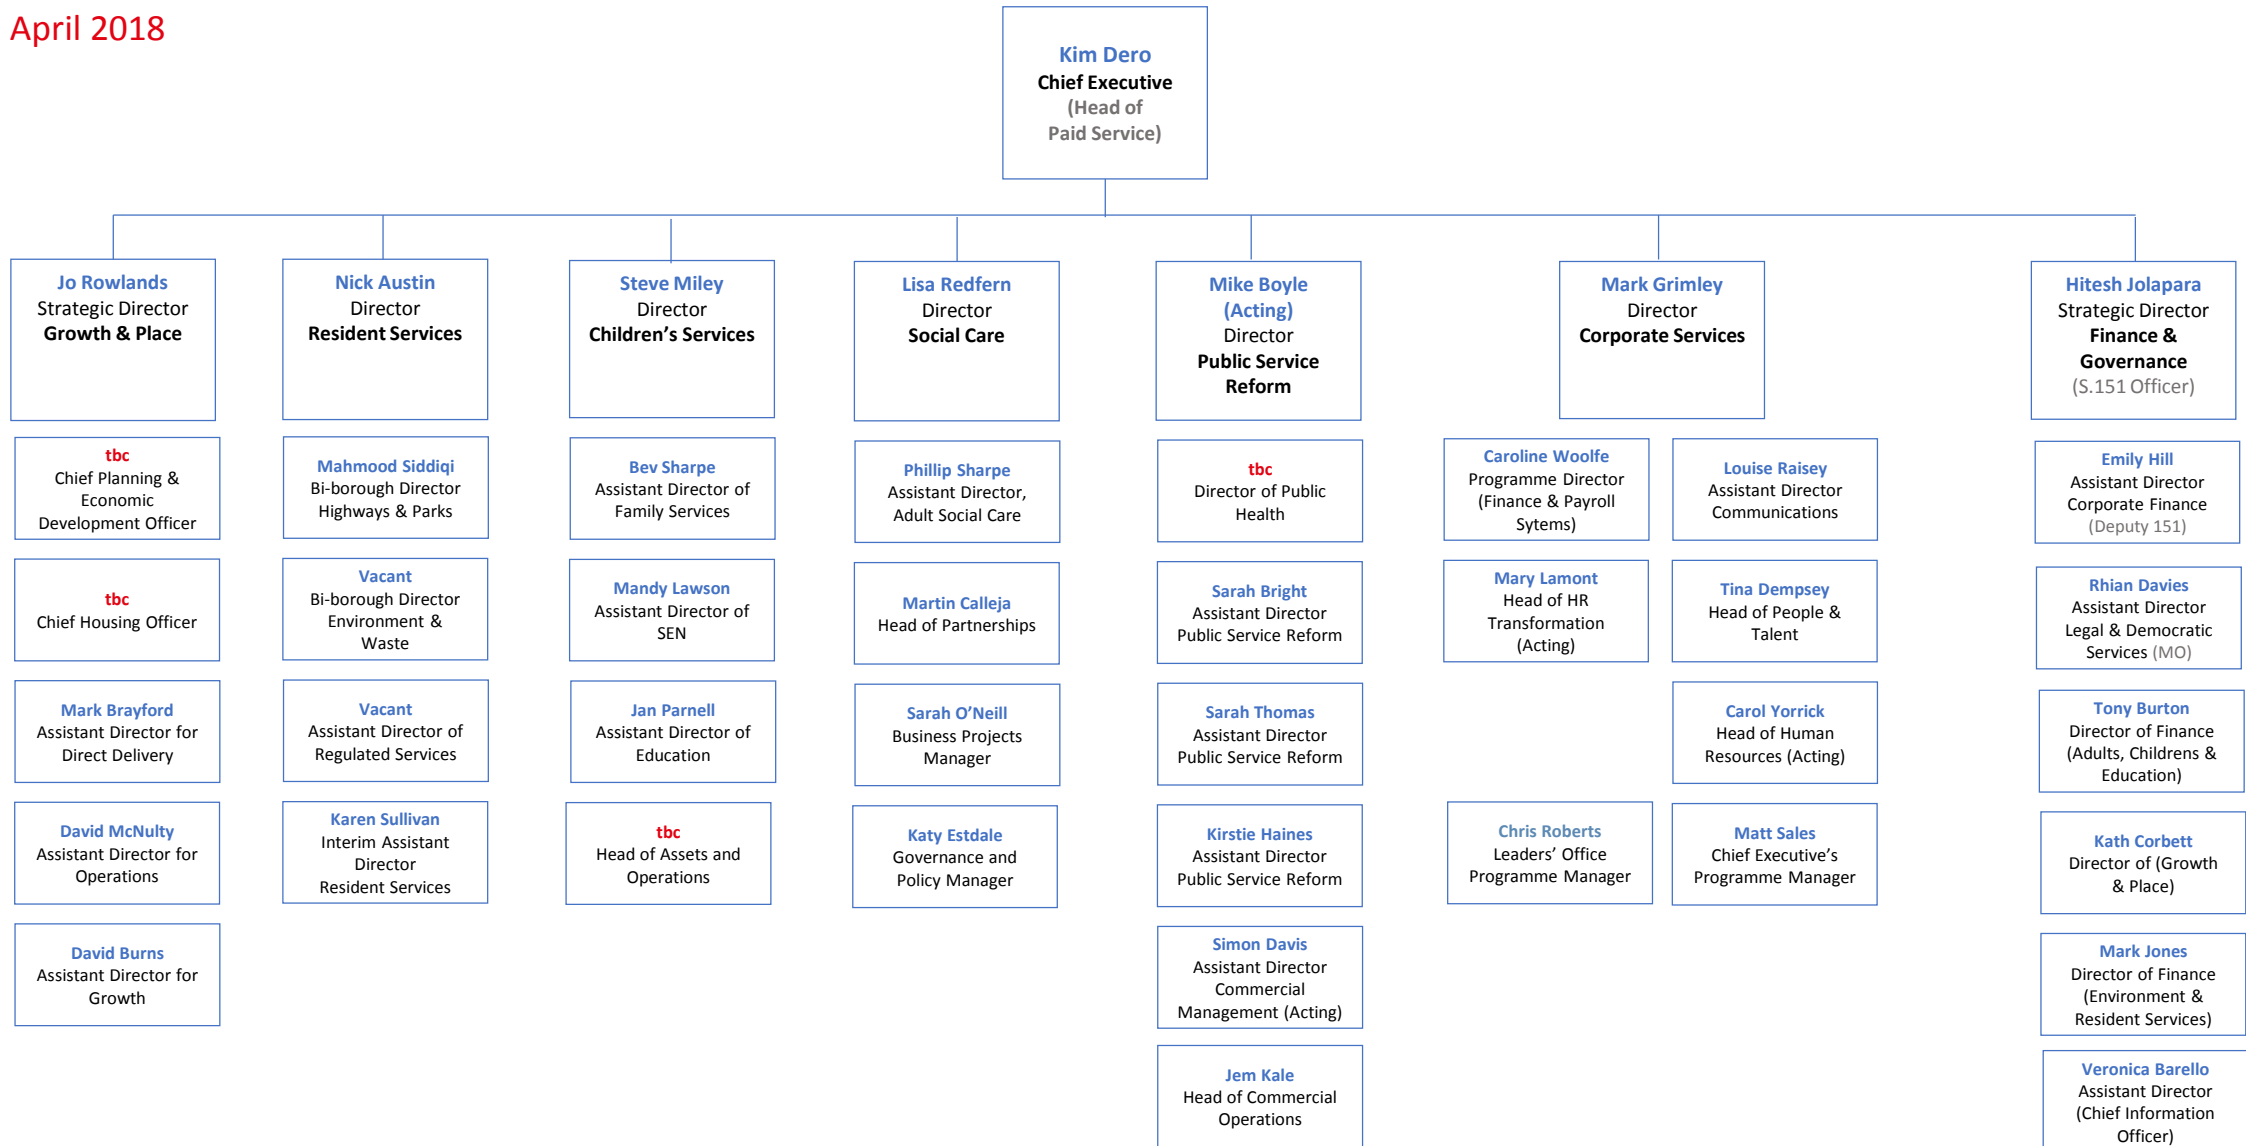 April 2018
Kim Dero
Chief Executive
(Head of
Paid Service)
Jo Rowlands
Strategic Director
Growth & Place
Nick Austin
Director
Resident Services
Steve Miley
Director
Children’s Services
Lisa Redfern
Director
Social Care
Mike Boyle
(Acting)
Director
Public Service
Reform
Mark Grimley
Director
Corporate Services
Hitesh Jolapara
Strategic Director
Finance &
Governance
(S.151 Officer)
tbc
Chief Planning &
Economic
Development Officer
tbc
Chief Housing Officer
Mark Brayford
Assistant Director for
Direct Delivery
David McNulty
Assistant Director for
Operations
David Burns
Assistant Director for
Growth
Mahmood Siddiqi
Bi-borough Director
Highways & Parks
Vacant
Bi-borough Director
Environment &
Waste
Vacant
Assistant Director of
Regulated Services
Karen Sullivan
Interim Assistant
Director
Resident Services
Bev Sharpe
Assistant Director of
Family Services
Mandy Lawson
Assistant Director of
SEN
Jan Parnell
Assistant Director of
Education
tbc
Head of Assets and
Operations
Phillip Sharpe
Assistant Director,
Adult Social Care
Martin Calleja
Head of Partnerships
Sarah O’Neill
Business Projects
Manager
Katy Estdale
Governance and
Policy Manager
tbc
Director of Public
Health
Sarah Bright
Assistant Director
Public Service Reform
Sarah Thomas
Assistant Director
Public Service Reform
Kirstie Haines
Assistant Director
Public Service Reform
Simon Davis
Assistant Director
Commercial
Management (Acting)
Jem Kale
Head of Commercial
Operations
Caroline Woolfe
Programme Director
(Finance & Payroll
Sytems)
Mary Lamont
Head of HR
Transformation
(Acting)
Chris Roberts
Leaders’ Office
Programme Manager
Louise Raisey
Assistant Director
Communications
Tina Dempsey
Head of People &
Talent
Carol Yorrick
Head of Human
Resources (Acting)
Matt Sales
Chief Executive’s
Programme Manager
Emily Hill
Assistant Director
Corporate Finance
(Deputy 151)
Rhian Davies
Assistant Director
Legal & Democratic
Services (MO)
Tony Burton
Director of Finance
(Adults, Childrens &
Education)
Kath Corbett
Director of (Growth
& Place)
Mark Jones
Director of Finance
(Environment &
Resident Services)
Veronica Barello
Assistant Director
(Chief Information
Officer)